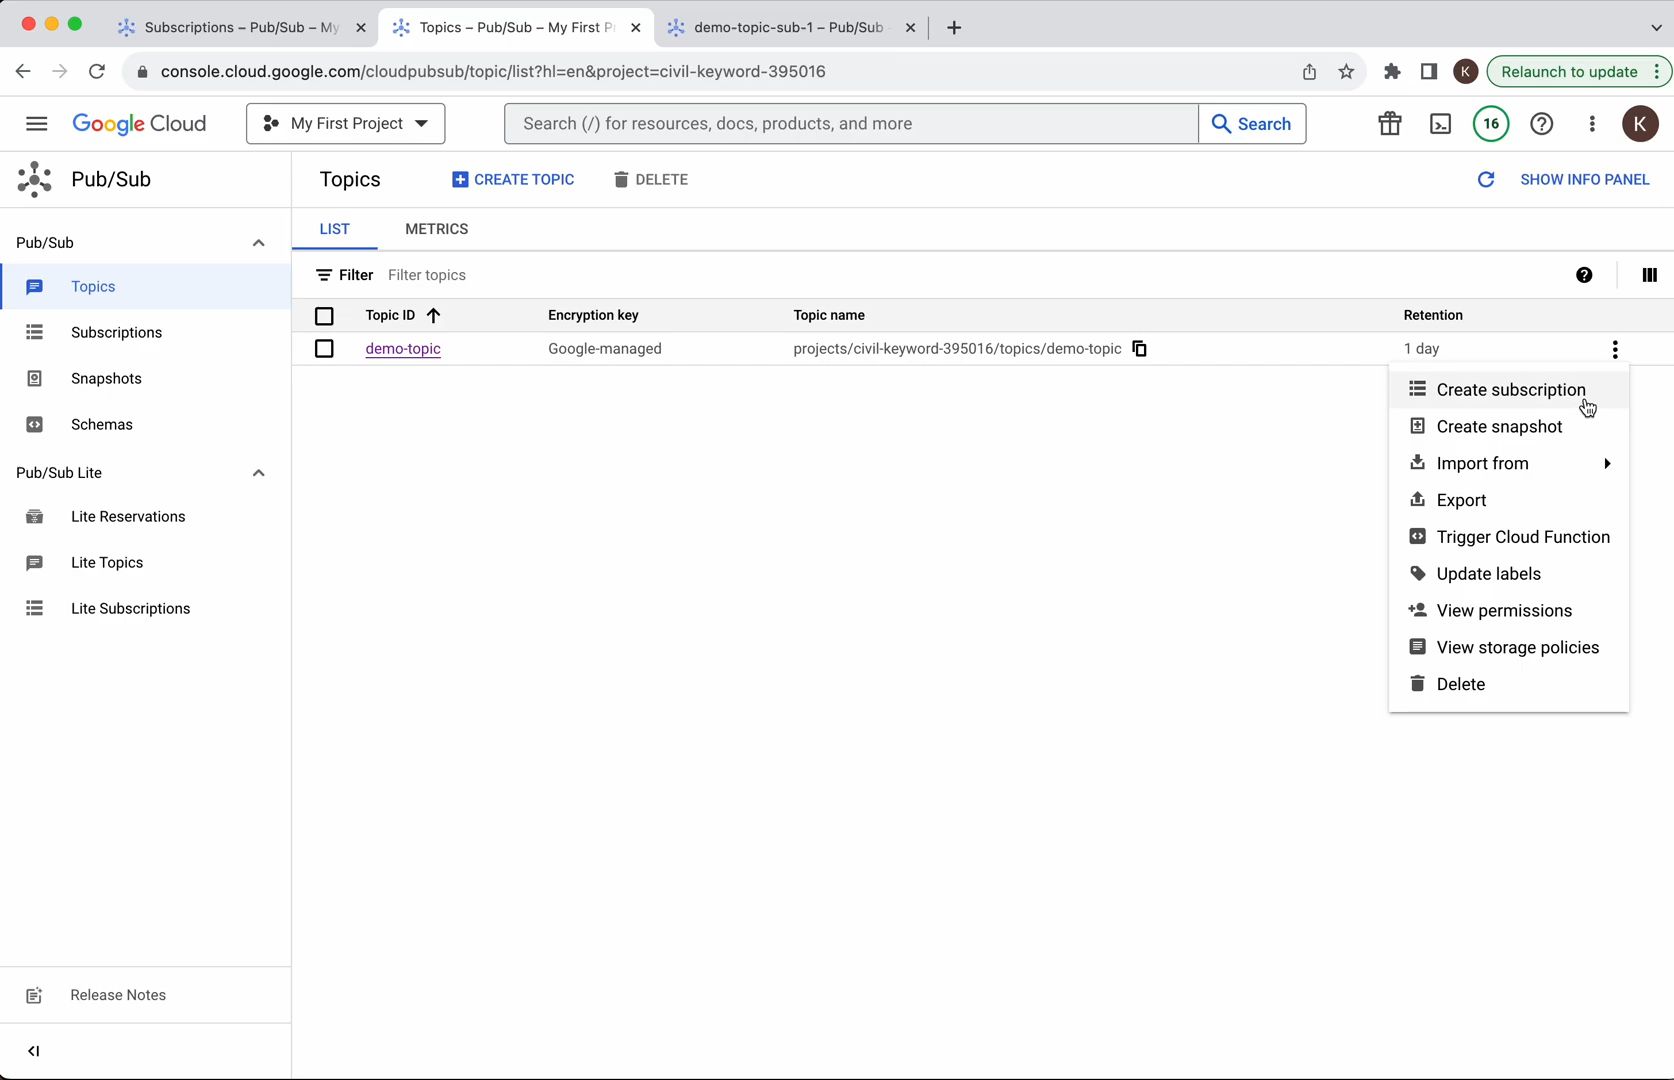 Subscriptions – Pub/Sub – My
Topics – Pub/Sub – My First P
demo-topic-sub-1 – Pub/Sub -
console.cloud.google.com/cloudpubsub/topic/list?hl=en&project=civil-keyword-395016
K
Relaunch to update
Google Cloud
My First Project
Search (/) for resources, docs, products, and more
Search
16
K
Pub/Sub
Topics
CREATE TOPIC
DELETE
SHOW INFO PANEL
Pub/Sub
Topics
Subscriptions
Snapshots
Schemas
Pub/Sub Lite
Lite Reservations
Lite Topics
Lite Subscriptions
Release Notes
LIST
METRICS
Filter Filter topics
Topic ID Encryption key Topic name Retention
demo-topic Google-managed projects/civil-keyword-395016/topics/demo-topic 1 day
Create subscription
Create snapshot
Import from
Export
Trigger Cloud Function
Update labels
View permissions
View storage policies
Delete